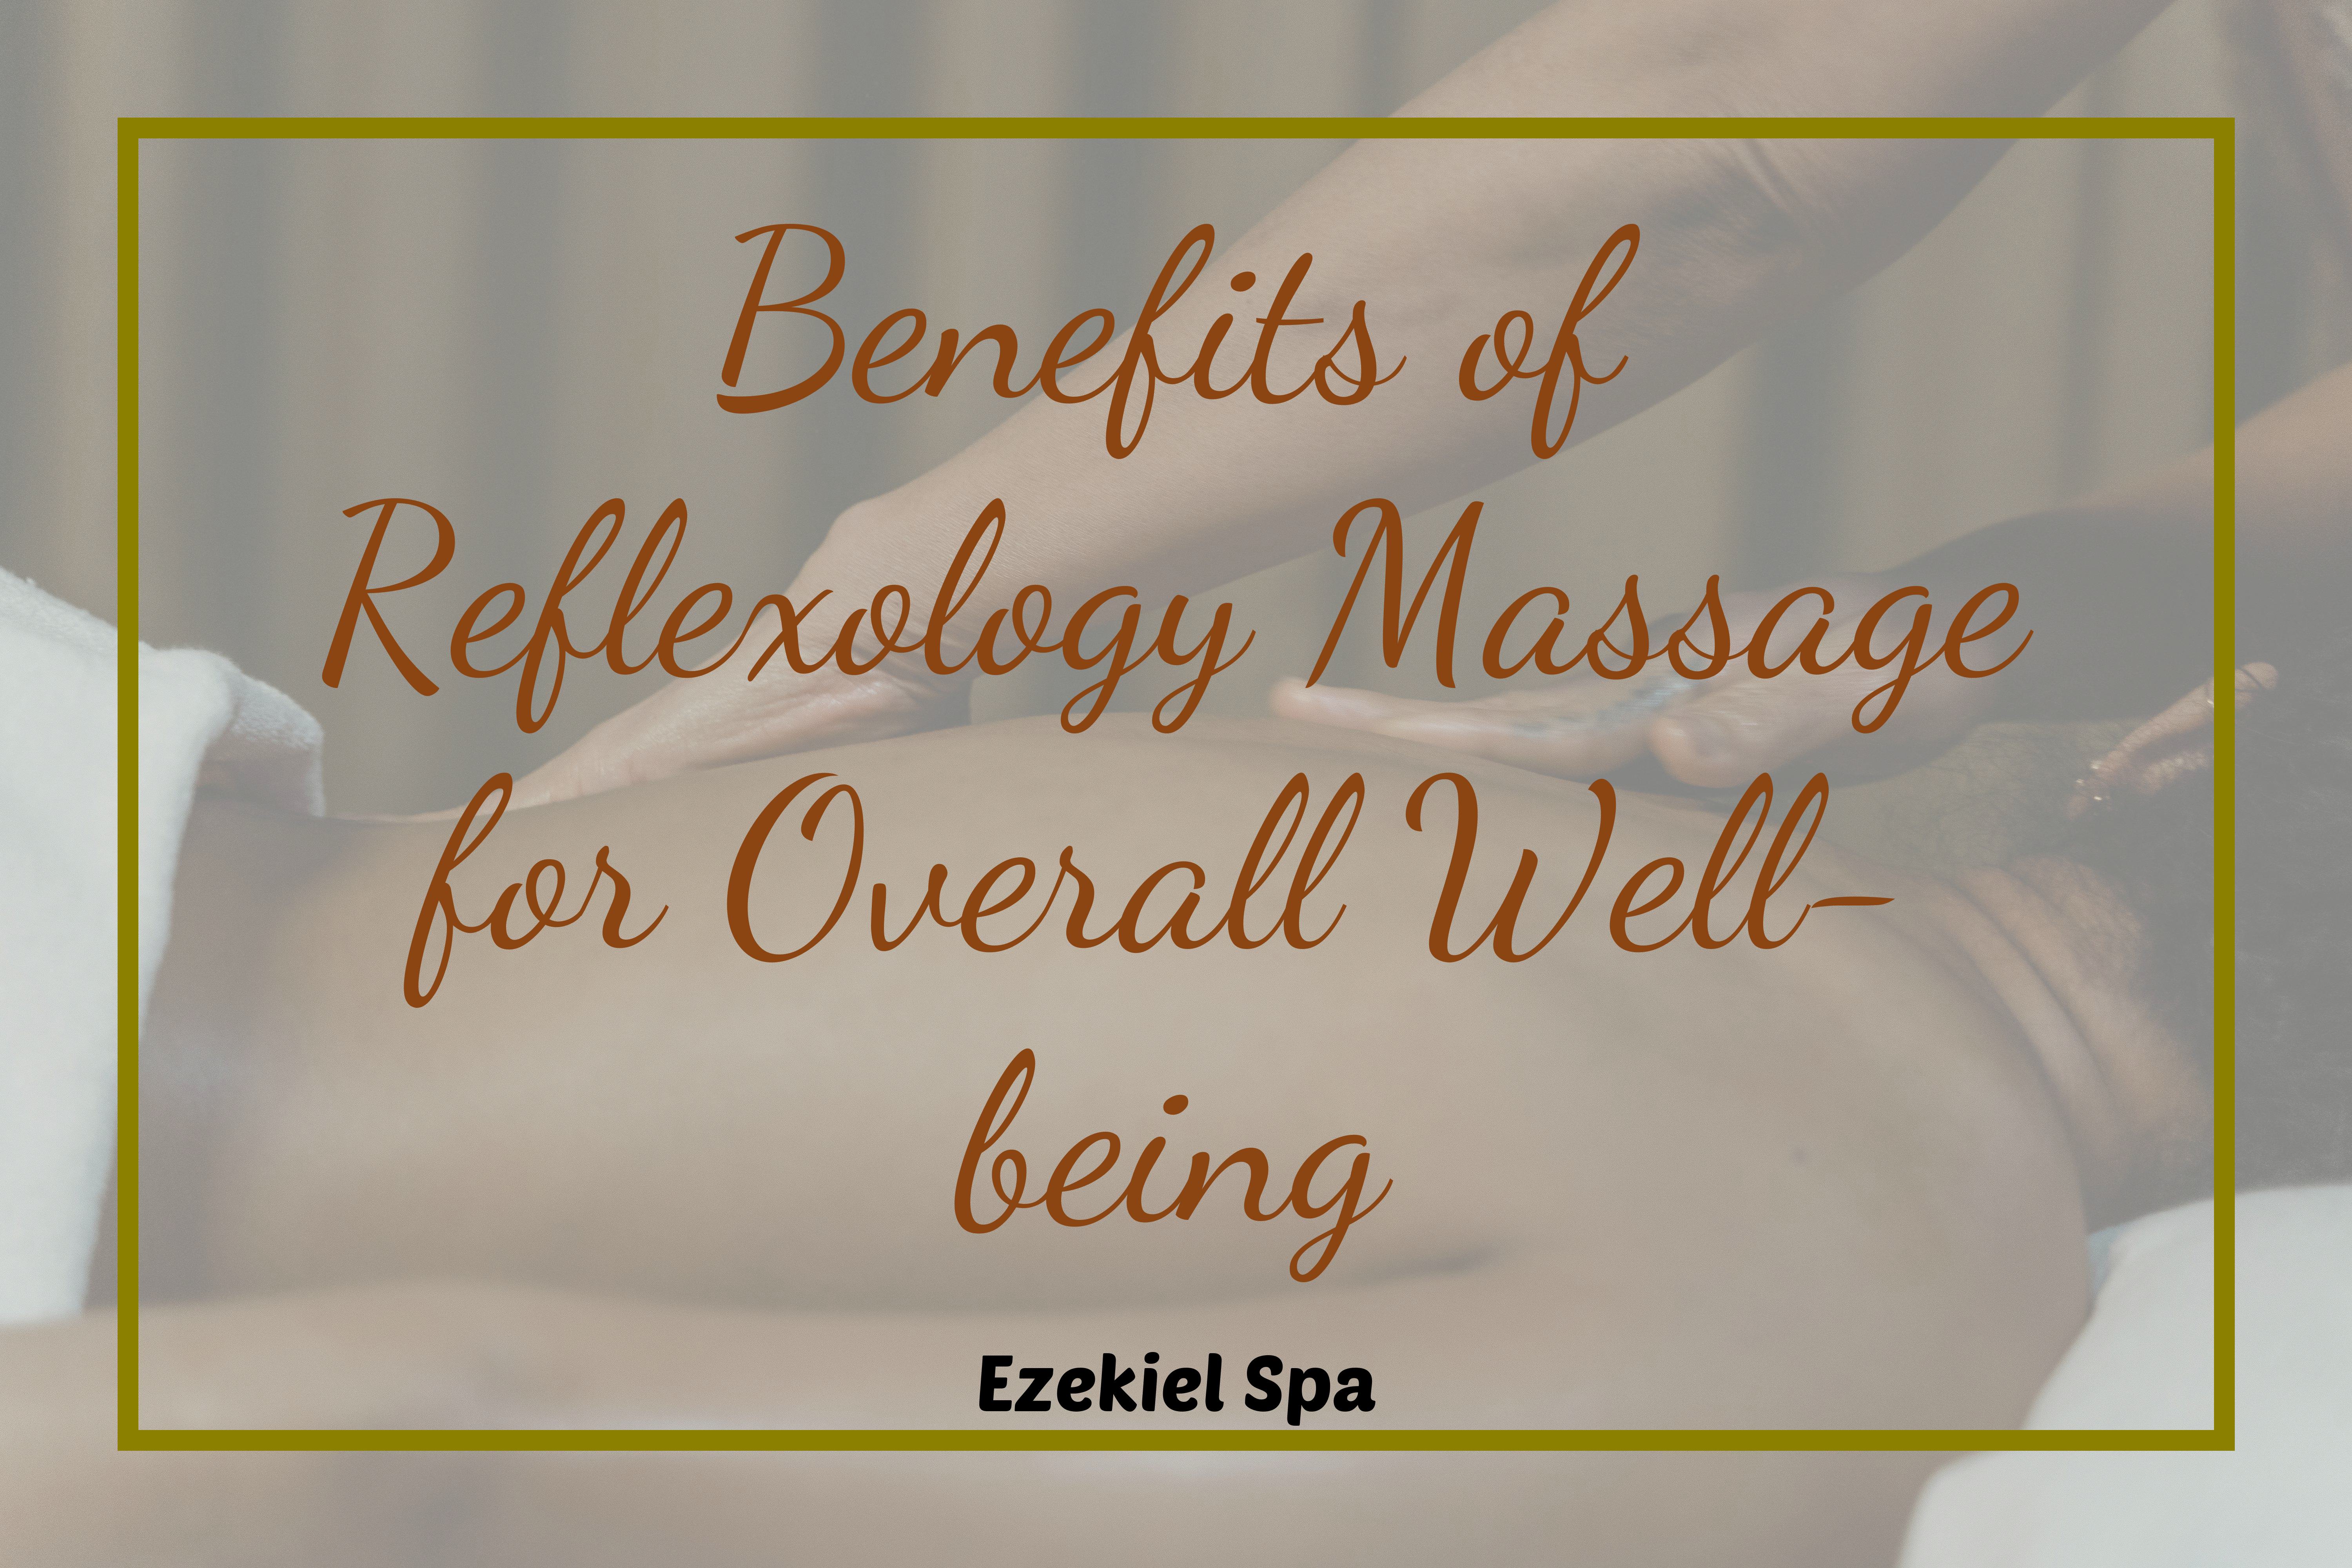 Benefits of
Reflexology Massage
for Overall Well-
being
Ezekiel Spa